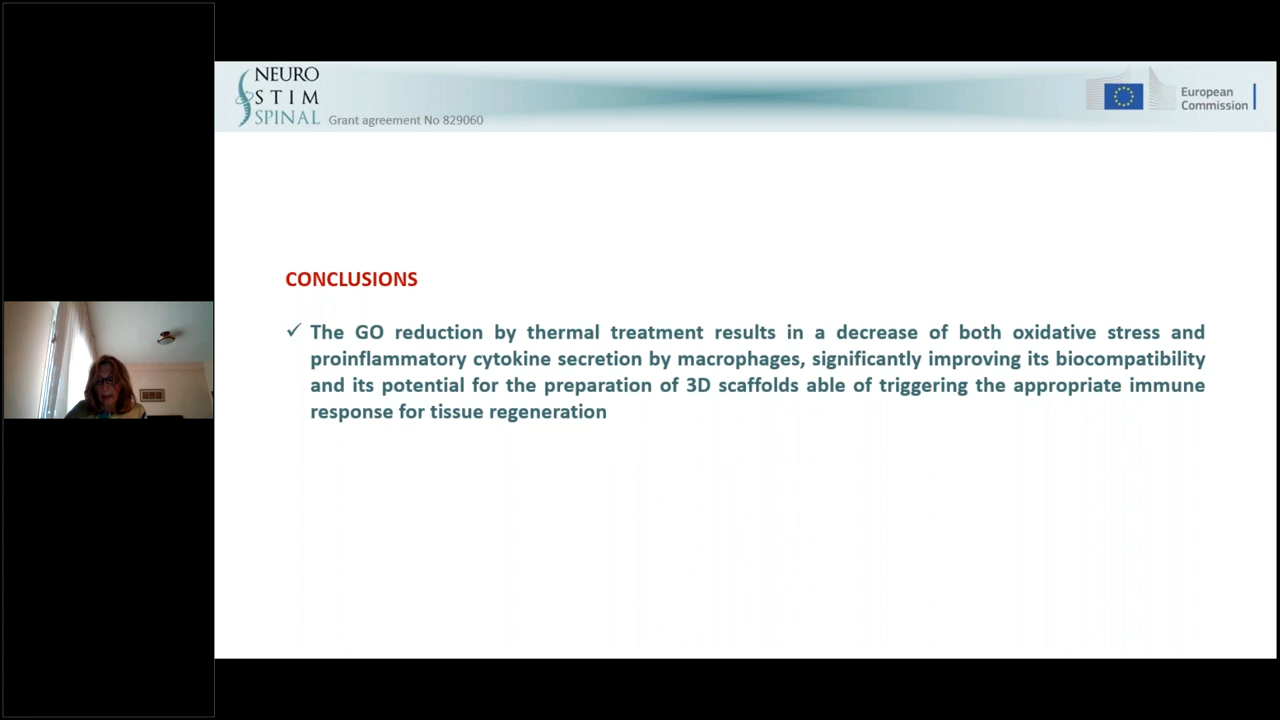 NEURO
STIM
SPINAL
Grant agreement No 829060
European
Commission
CONCLUSIONS
✓ The GO reduction by thermal treatment results in a decrease of both oxidative stress and
proinflammatory cytokine secretion by macrophages, significantly improving its biocompatibility
and its potential for the preparation of 3D scaffolds able of triggering the appropriate immune
response for tissue regeneration